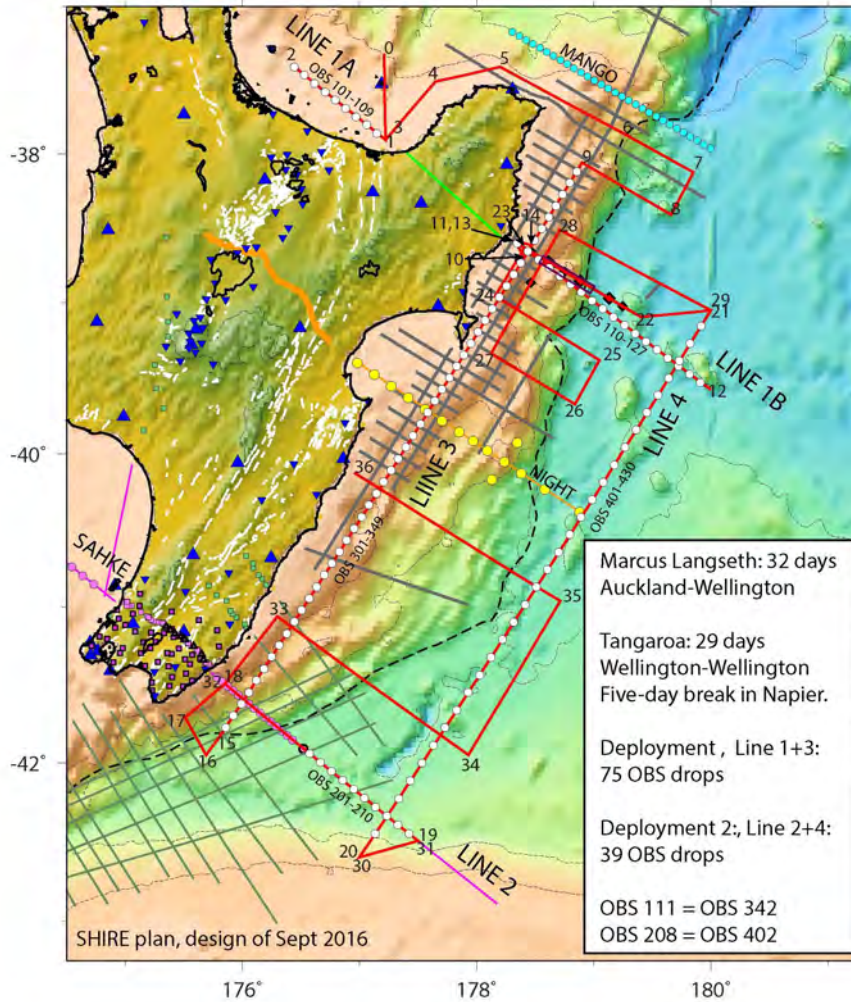 LINE 1A
0
2
OBS 101-109
4
5
MANGO
3
1
6
7
-38°
9
8
23
14
11,13
28
10
24
29
21
22
OBS 110-127
LINE 1B
12
27
25
26
LIINE 3
LINE 4
-40°
36
NIGHT
OBS 301-349
OBS 401-430
SAHKE
33
35
32
18
17
15
16
34
-42°
OBS 201-210
19
31
20
30
LINE 2
Marcus Langseth: 32 days
Auckland-Wellington
Tangaroa: 29 days
Wellington-Wellington
Five-day break in Napier.
Deployment , Line 1+3:
75 OBS drops
Deployment 2:, Line 2+4:
39 OBS drops
OBS 111 = OBS 342
OBS 208 = OBS 402
SHIRE plan, design of Sept 2016
176°
178°
180°